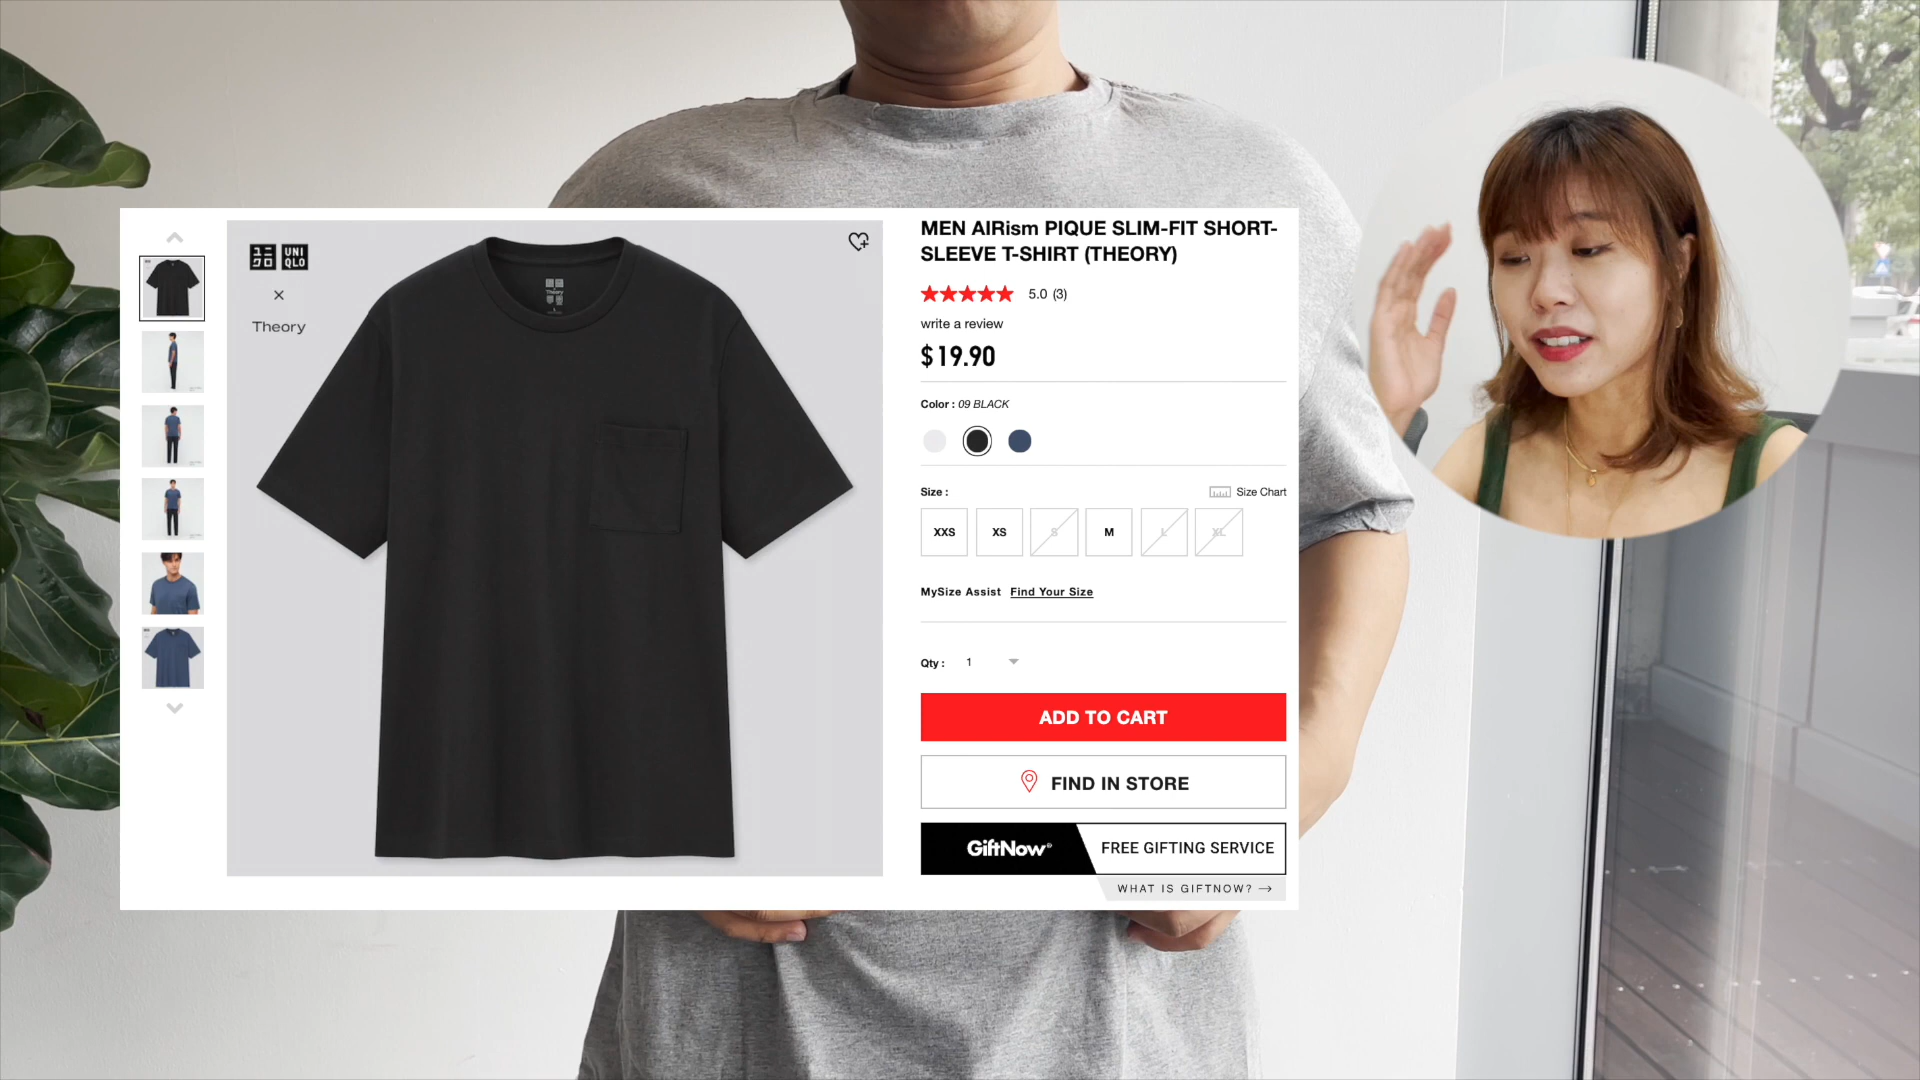 ユニ
クロ
UNI
QLO
×
Theory
Theory
MEN AIRism PIQUE SLIM-FIT SHORT-
SLEEVE T-SHIRT (THEORY)
5.0 (3)
write a review
$19.90
Color : 09 BLACK
Size :
Size Chart
XXS
XS
S
M
L
XL
MySize Assist Find Your Size
Qty : 1
ADD TO CART
FIND IN STORE
GiftNow®
FREE GIFTING SERVICE
WHAT IS GIFTNOW? →